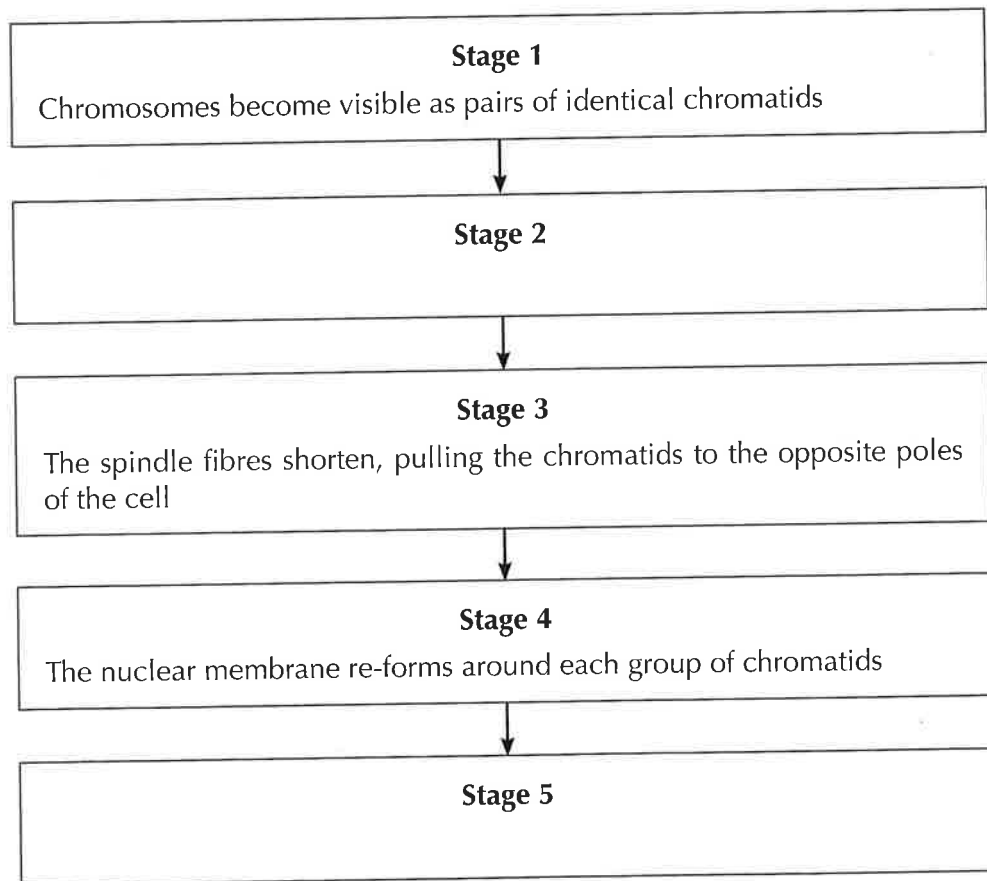 Stage 1
Chromosomes become visible as pairs of identical chromatids
Stage 2
Stage 3
The spindle fibres shorten, pulling the chromatids to the opposite poles
of the cell
Stage 4
The nuclear membrane re-forms around each group of chromatids
Stage 5